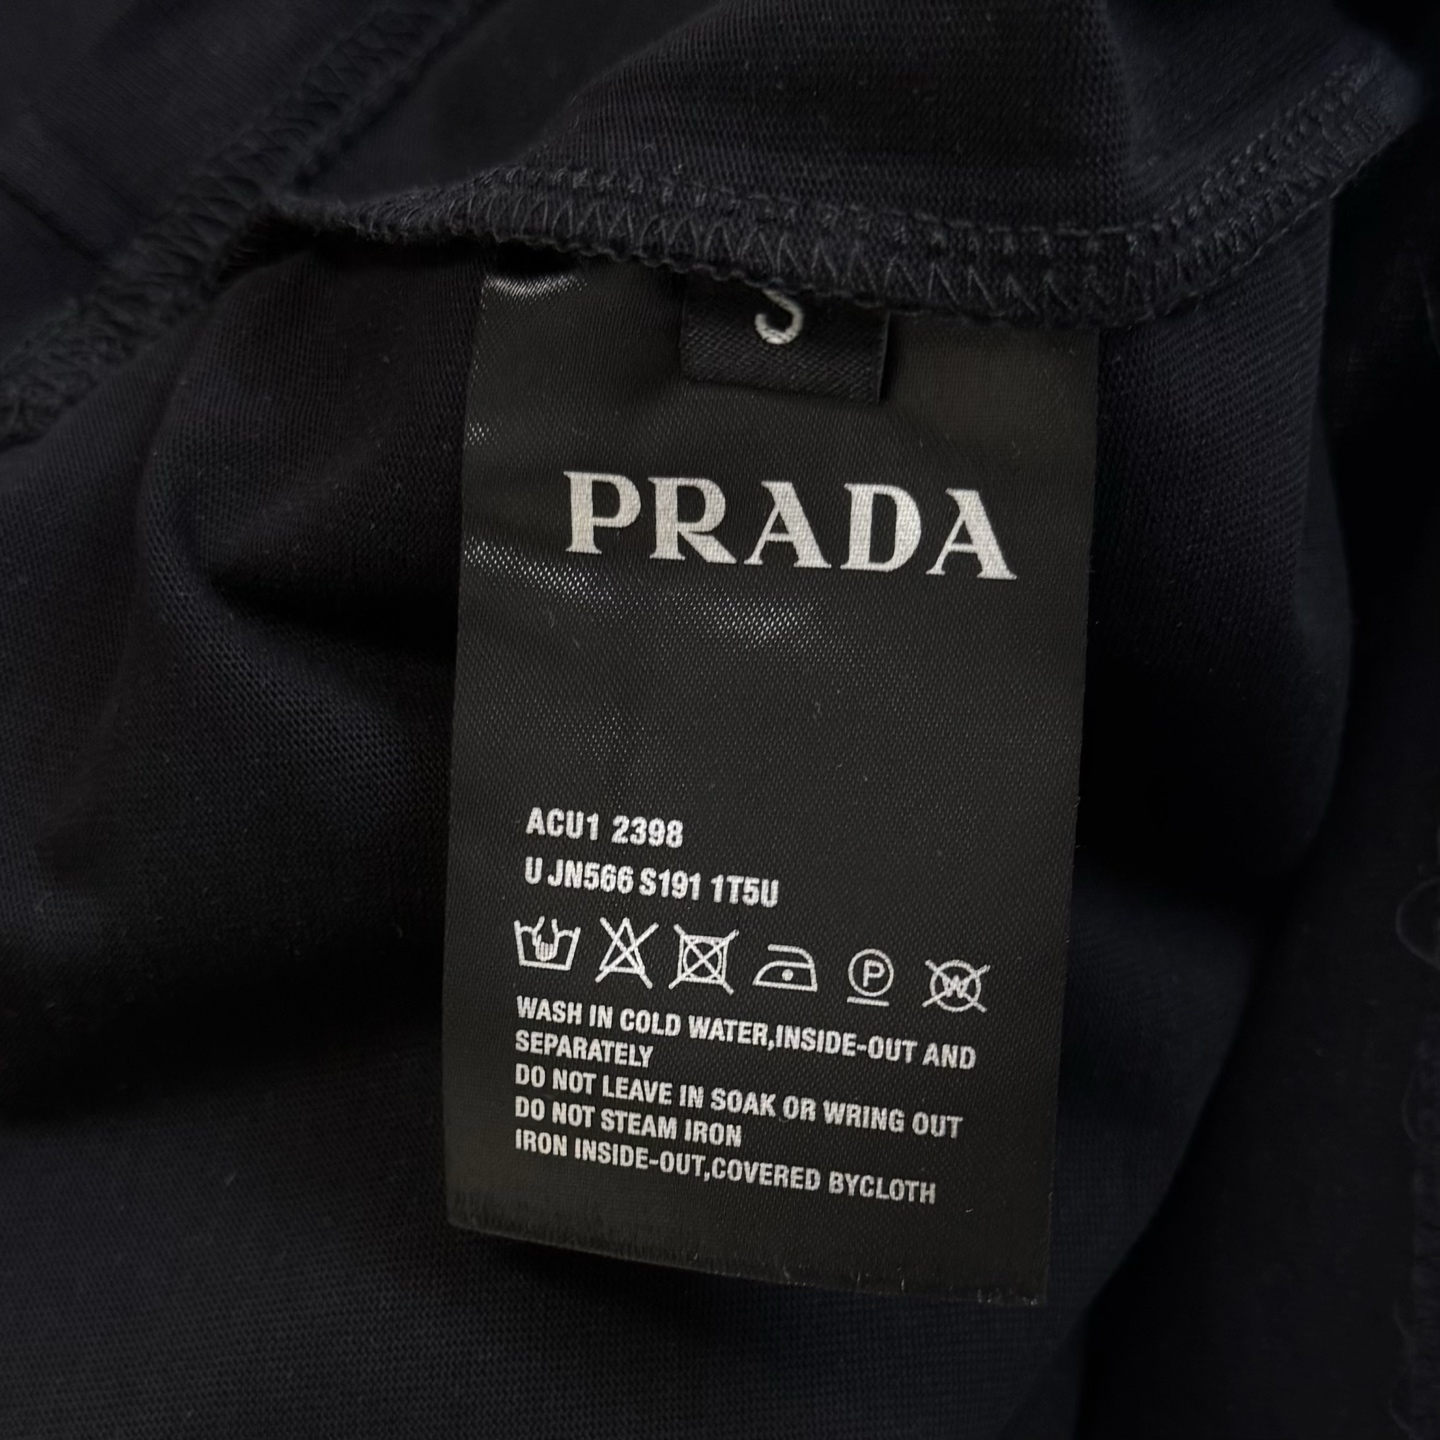 S
PRADA
ACU1 2398
U JN566 S191 1T5U
P
W
WASH IN COLD WATER,INSIDE-OUT AND
SEPARATELY
DO NOT LEAVE IN SOAK OR WRING OUT
DO NOT STEAM IRON
IRON INSIDE-OUT,COVERED BYCLOTH